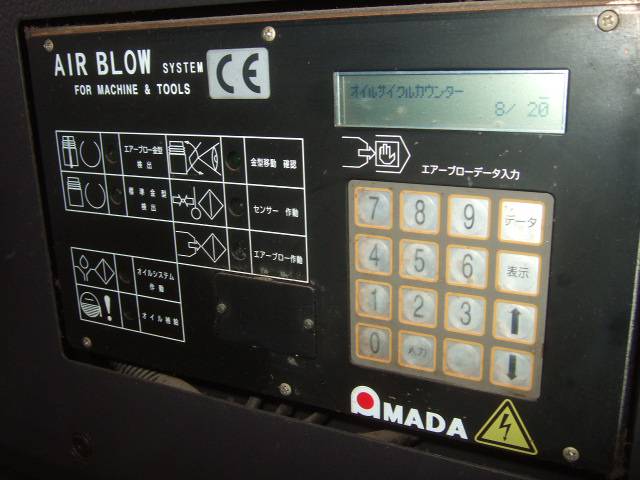 AIR BLOW SYSTEM
FOR MACHINE & TOOLS
CE
オイルサイクルカウンター
8/ 20
エアーブローデータ入力
エアーブロー金型
検出
金型移動 確認
標準金型
検出
センサー 作動
エアーブロー作動
オイルシステム
作動
オイル補給
7 8 9 データ
4 5 6 表示
1 2 3
0 入力
AMADA